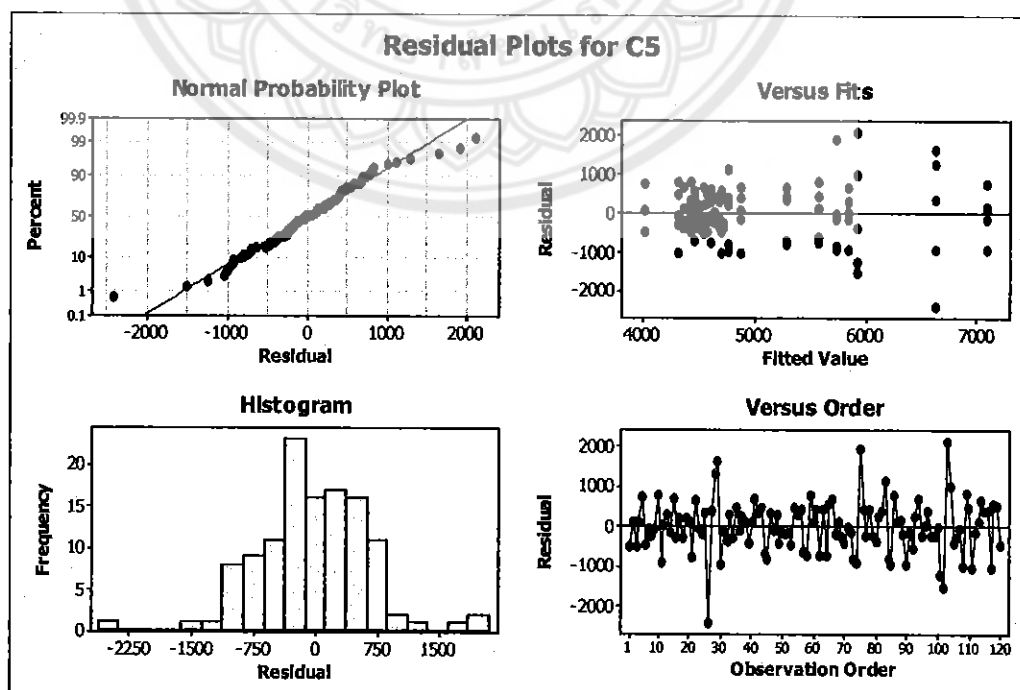 Residual Plots for C5
Normal Probability Plot
99.9
99
90
50
10
1
0.1
Percent
-2000 -1000 0 1000 2000
Residual
Versus Fits
2000
1000
0
-1000
-2000
Residual
4000 5000 6000 7000
Fitted Value
Histogram
20
15
10
5
0
Frequency
-2250 -1500 -750 0 750 1500
Residual
Versus Order
2000
1000
0
-1000
-2000
Residual
1 10 20 30 40 50 60 70 80 90 100 110 120
Observation Order